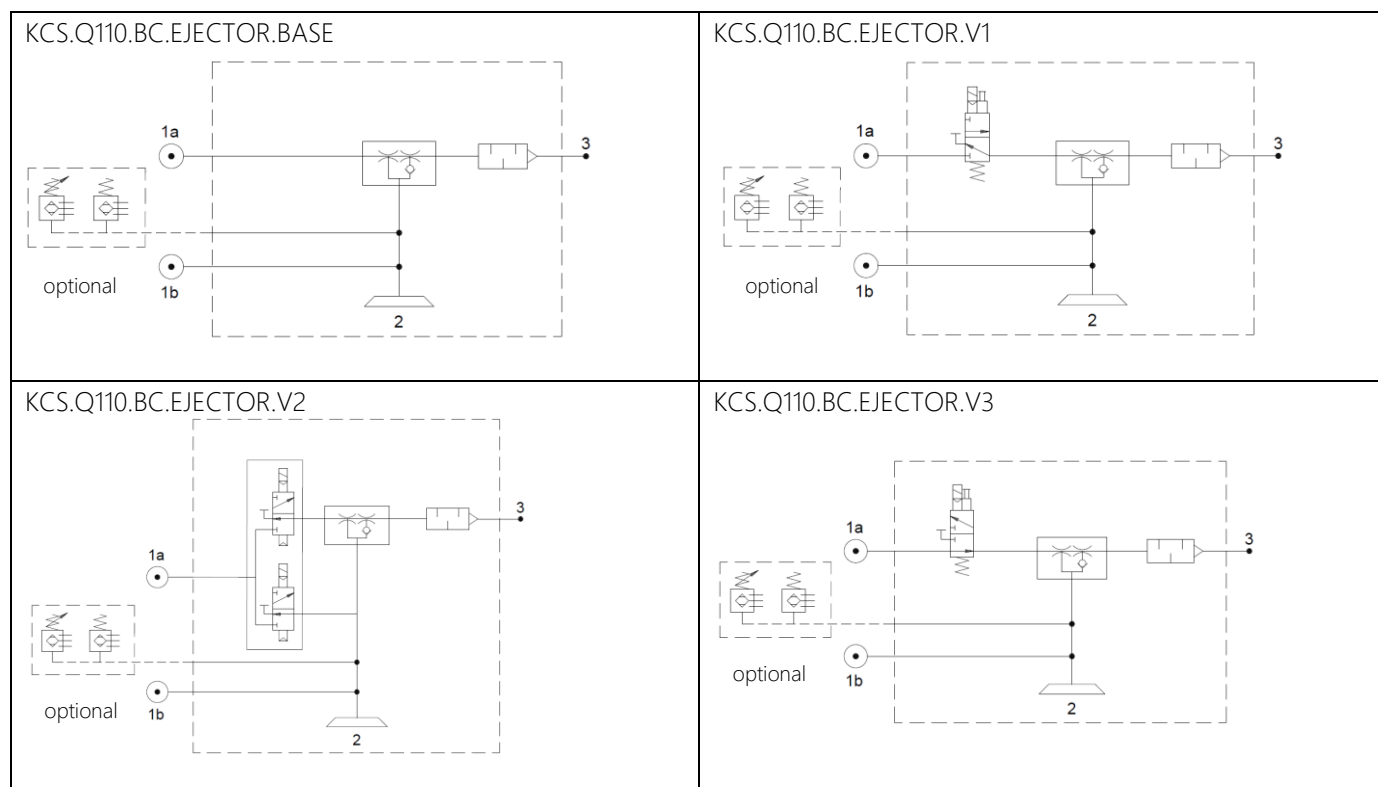 KCS.Q110.BC.EJECTOR.BASE
1a
3
optional
1b
2
KCS.Q110.BC.EJECTOR.V1
1a
3
optional
1b
2
KCS.Q110.BC.EJECTOR.V2
3
1a
optional
1b
2
KCS.Q110.BC.EJECTOR.V3
1a
3
optional
1b
2